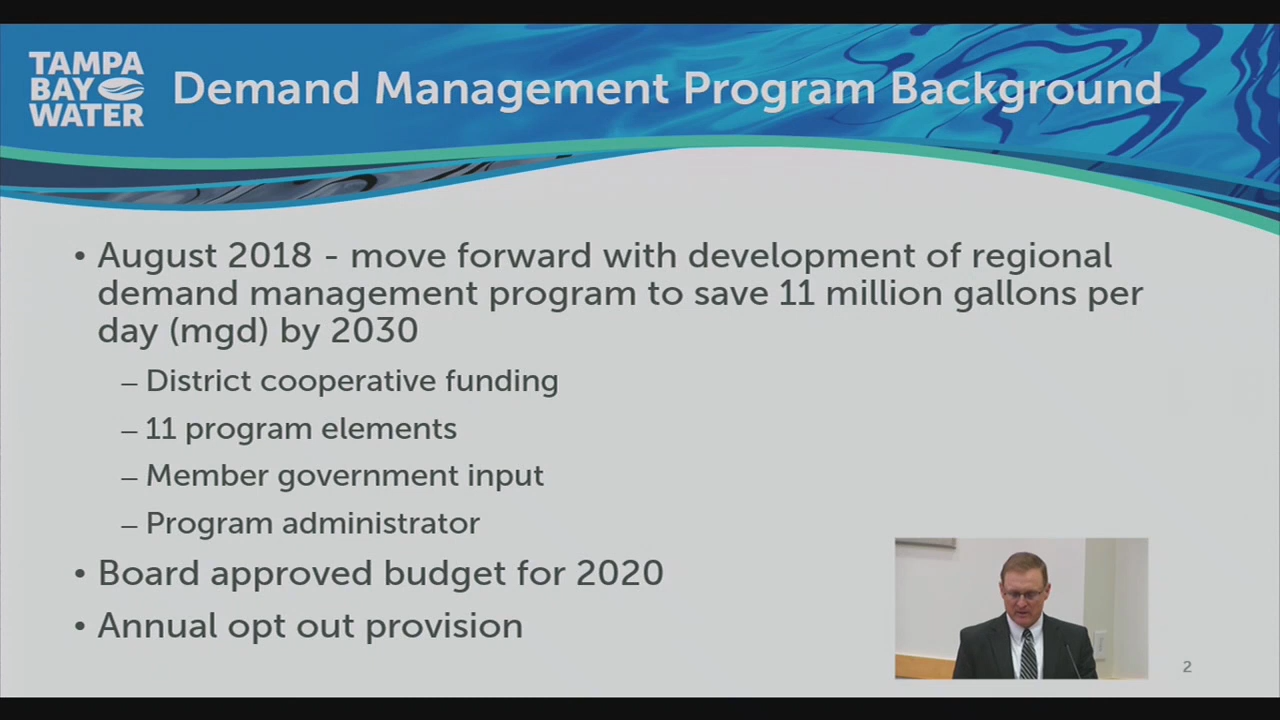 TAMPA
BAY
WATER
Demand Management Program Background
• August 2018 - move forward with development of regional
demand management program to save 11 million gallons per
day (mgd) by 2030
– District cooperative funding
– 11 program elements
– Member government input
– Program administrator
• Board approved budget for 2020
• Annual opt out provision
2